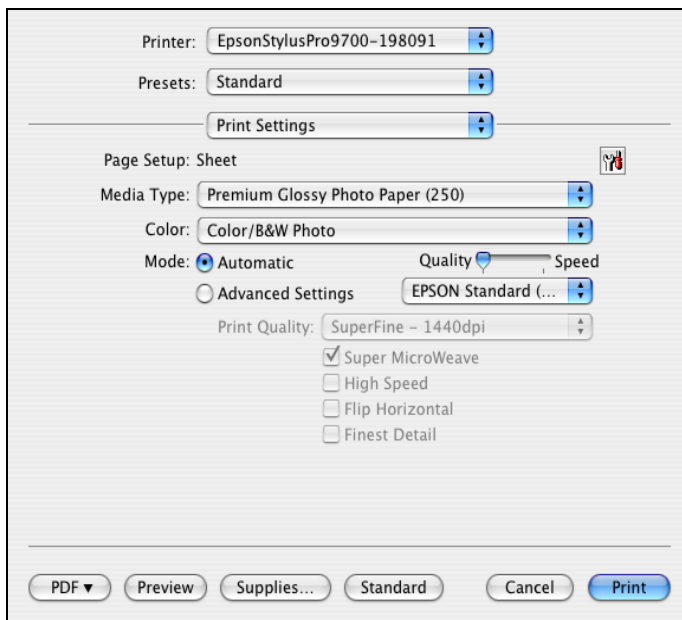 Printer: EpsonStylusPro9700-198091
Presets: Standard
Print Settings
Page Setup: Sheet
Media Type: Premium Glossy Photo Paper (250)
Color: Color/B&W Photo
Mode: Automatic Quality Speed
Advanced Settings EPSON Standard (...
Print Quality: SuperFine - 1440dpi
Super MicroWeave
High Speed
Flip Horizontal
Finest Detail
PDF ▼ Preview Supplies... Standard Cancel Print